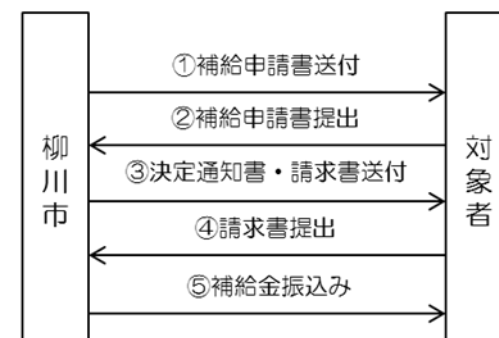 ①補給申請書送付
②補給申請書提出
③決定通知書・請求書送付
④請求書提出
⑤補給金振込み
柳川市
対象者